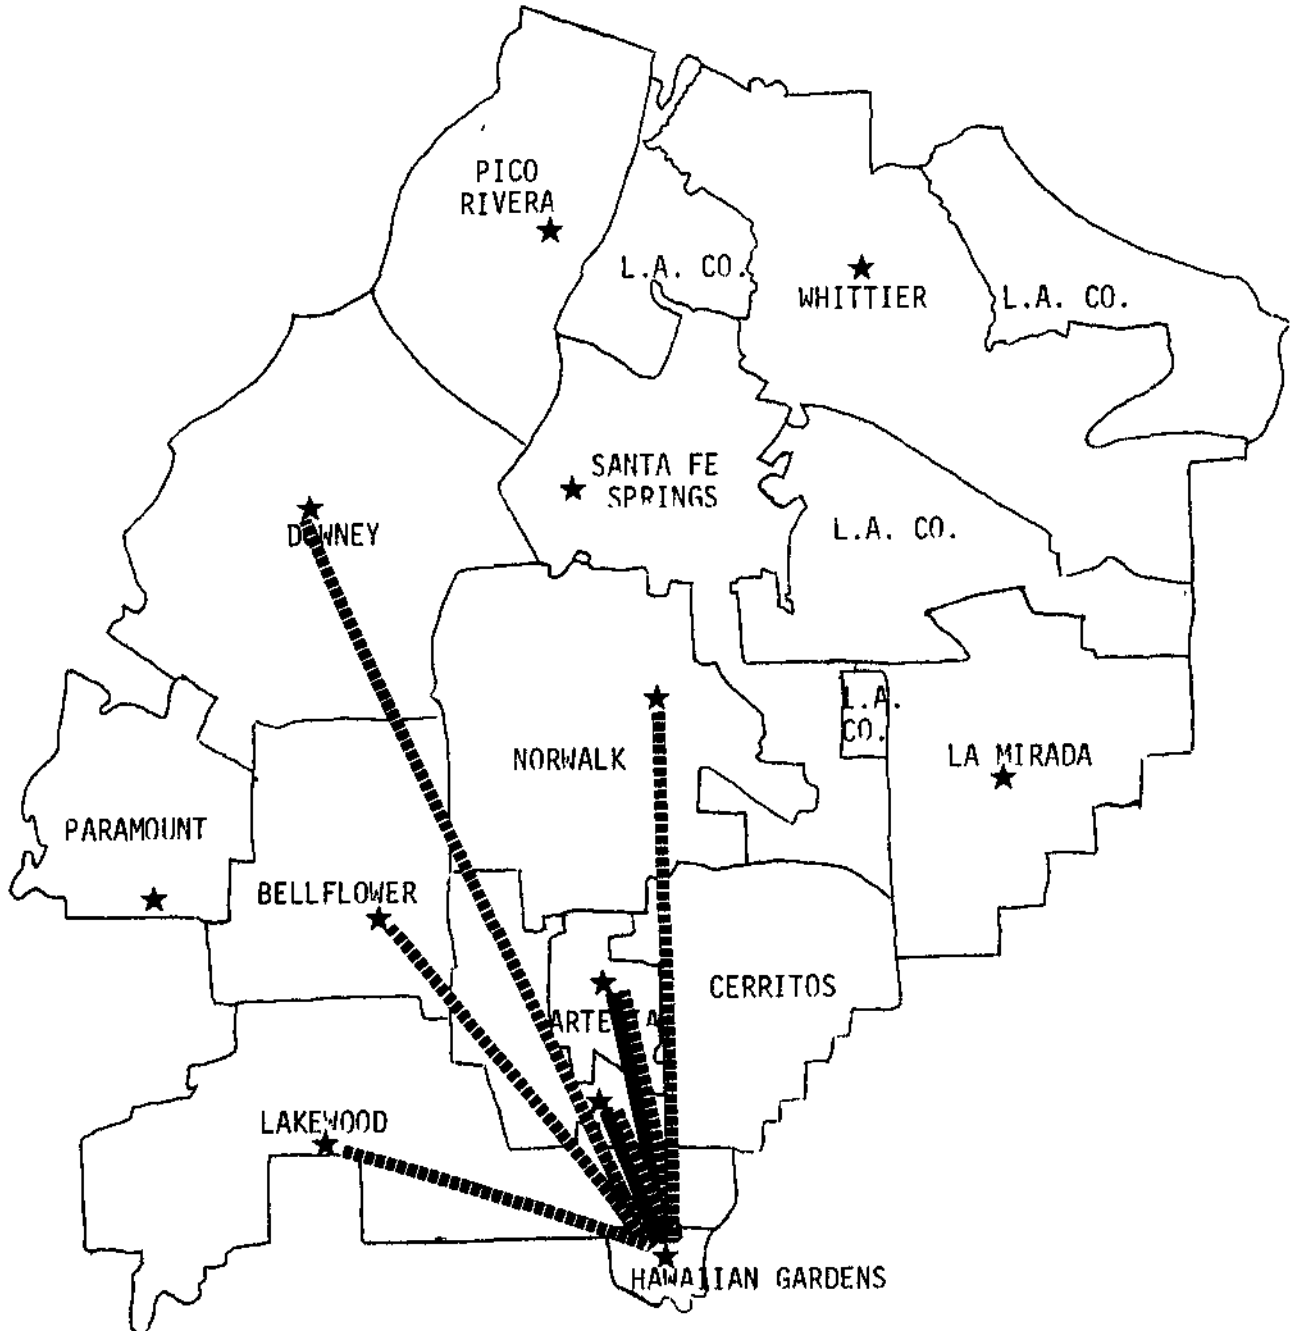 PICO
RIVERA
L.A. CO.
WHITTIER
L.A. CO.
SANTA FE
SPRINGS
DOWNEY
L.A. CO.
L.A.
CO.
NORWALK
LA MIRADA
PARAMOUNT
BELLFLOWER
CERRITOS
ARTESIA
LAKEWOOD
HAWAIIAN GARDENS